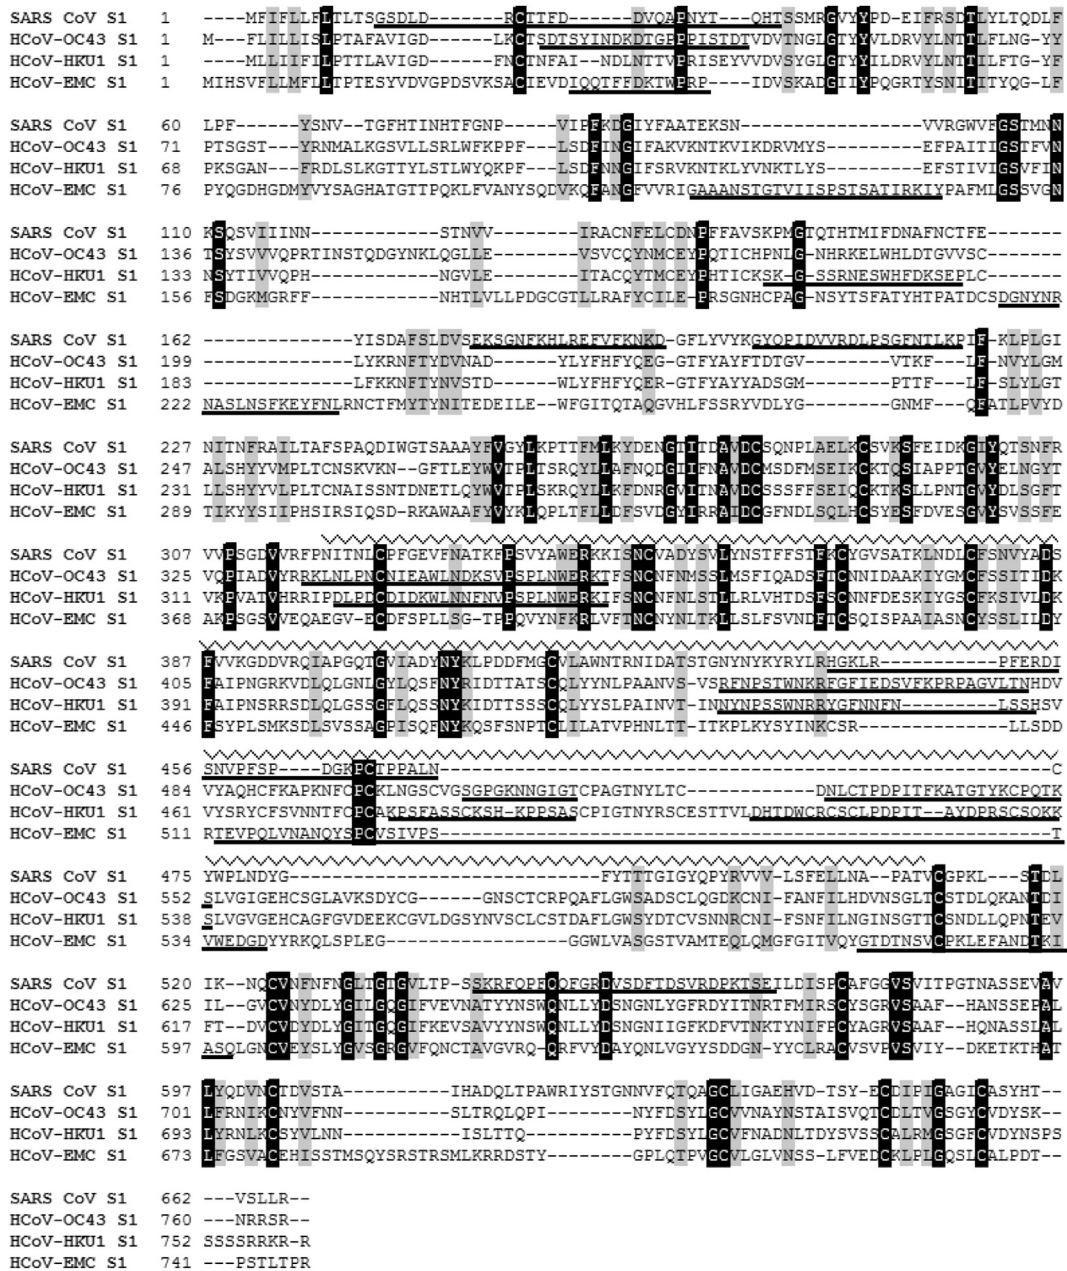 SARS CoV S1 1 ----MFIFLLFLTLTSGSDLD--------RCTTFD------DVQAPNYT---QHTSSMRGVYYPD-EIFRSDTLYLTQDLF
HCoV-OC43 S1 1 M---FLILLISLPTAFAVIGD-------LKCTSDTSYINDKDTGPPPISTDTVDVTNGLGTYYVLDRVYLNTTLFLNG-YY
HCoV-HKU1 S1 1 ----MLLIIFILPTTLAVIGD-------FNCTNFAI--NDLNTTVPRISEYVVDVSYGLGTYYILDRVYLNTTILFTG-YF
HCoV-EMC S1 1 MIHSVFLLMFLLTPTESYVDVGPDSVKSACIEVDIQQTFFDKTWPRP----IDVSKADGIIYPQGRTYSNITITYQG-LF
SARS CoV S1 60 LPF------YSNV--TGFHTINHTFGNP-----VIPFKDGIYFAATEKSN-----------------VVRGWVFGSTMNN
HCoV-OC43 S1 71 PTSGST---YRNMALKGSVLLSRLWFKPPF---LSDFINGIFAKVKNTKVIKDRVMYS---------EFPAITIGSTFVN
HCoV-HKU1 S1 68 PKSGAN---FRDLSLKGTTYLSTLWYQKPF---LSDFNNGIFSRVKNTKLYVNKTLYS---------EFSTIVIGSVFIN
HCoV-EMC S1 76 PYQGDHGDMYVYSAGHATGTTPQKLFVANYSQDVKQFANGFVVRIGAAANSTGTVIISPSTSATIRKIYPAFMLGSSVGN
SARS CoV S1 110 KSQSVIIINN------------STNVV---------IRACNFELCDNPFFAVSKPMGTQTHTMIFDNAFNCTFE------
HCoV-OC43 S1 136 TSYSVVVQPRTINSTQDGYNKLQGLLE---------VSVCQYNMCEYPQTICHPNLG-NHRKELWHLDTGVVSC------
HCoV-HKU1 S1 133 NSYTIVVQPH------------NGVLE---------ITACQYTMCEYPHTICKSK-G-SSRNESWHFDKSEPLC------
HCoV-EMC S1 156 FSDGKMGRFF------------NHTLVLLPDGCGTLLRAFYCILE-PRSGNHCPAG-NSYTSFATYHTPATDCSDGNYNR
SARS CoV S1 162 --------------YISDAFSLDVSEKSGNFKHLREFVFKNKD-GFLYVYKGYQPIDVVRDLPSGFNTLKPIF-KLPLGI
HCoV-OC43 S1 199 --------------LYKRNFTYDVNAD------YLYFHFYQEG-GTFYAYFTDTGV------VTKF---LF-NVYLGM
HCoV-HKU1 S1 183 --------------LFKKNFTYNVSTD------WLYFHFYQER-GTFYAYYADSGM------PTTF---LF-SLYLGT
HCoV-EMC S1 222 NASLNSFKEYFNLRNCTFMYTYNITEDEILE--WFGITQTAQGVHLFSSRYVDLYG------GNMF---QFATLPVYD
SARS CoV S1 227 NITNFRAILTAFSPAQDIWGTSAAAYFVGYLKPTTFMLKYDENGTITDAVDCSQNPLAELKCSVKSFEIDKGIYQTSNFR
HCoV-OC43 S1 247 ALSHYYVMPLTCNSKVKN--GFTLEYWVTPLTSRQYLLAFNQDGIIFNAVDCMSDFMSEIKCKTQSIAPPTGVYELNGYT
HCoV-HKU1 S1 231 LLSHYYVLPLTCNAISSNTDNETLQYWVTPLSKRQYLLKFDNRGVITNAVDCSSSFFSEIQCKTKSLLPNTGVYDLSGFT
HCoV-EMC S1 289 TIKYYSIIPHSIRSIQSD-RKAWAAFYVYKLQPLTFLLDFSVDGYIRRAIDCGFNDLSQLHCSYESFDVESGVYSVSSFE
SARS CoV S1 307 VVPSGDVVRFPNITNLCPFGEVFNATKFPSVYAWERKKISNCVADYSVLYNSTFFSTFKCYGVSATKLNDLCFSNVYADS
HCoV-OC43 S1 325 VQPIADVYRRKLNLPNCNIEAWLNDKSVPSPLNWERKTFSNCNFNMSSLMSFIQADSFTCNNIDAAKIYGMCFSSITIDK
HCoV-HKU1 S1 311 VKPVATVHRRIPDLPDCDIDKWLNNFNVPSPLNWERKIFSNCNFNLSTLLRLVHTDSFSCNNFDESKIYGSCFKSIVLDK
HCoV-EMC S1 368 AKPSGSVVEQAEGV-ECDFSPLLSG-TPPQVYNFKRLVFTNCNYNLTKLLSLFSVNDFTCSQISPAAIASNCYSSLILDY
SARS CoV S1 387 FVVKGDDVRQIAPGQTGVIADYNYKLPDDFMGCVLAWNTRNIDATSTGNYNYKYRYLRHGKLR-----------PFERDI
HCoV-OC43 S1 405 FAIPNGRKVDLQLGNLGYLQSFNYRIDTTATSCQLYYNLPAANVS-VSRFNPSTWNKRFGFIEDSVFKPRPAGVLTNHDV
HCoV-HKU1 S1 391 FAIPNSRRSDLQLGSSGFLQSSNYKIDTTSSSCQLYYSLPAINVT-INNYNPSSWNRRYGFNNFN---------LSSHSV
HCoV-EMC S1 446 FSYPLSMKSDLSVSSAGPISQFNYKQSFSNPTCLILATVPHNLTT-ITKPLKYSYINKCSR-------------LLSDD
SARS CoV S1 456 SNVPFSP----DGKPCTPPALN---------------------------------------------------------C
HCoV-OC43 S1 484 VYAQHCFKAPKNFCPCKLNGSCVGSGPGKNNGIGTCPAGTNYLTC------------DNLCTPDPITFKATGTYKCPQTK
HCoV-HKU1 S1 461 VYSRYCFSVNNTFCPCAKPSFASSCKSH-KPPSASCPIGTNYRSCESTTVLDHTDWCRCSCLPDPIT--AYDPRSCSQKK
HCoV-EMC S1 511 RTEVPQLVNANQYSPCVSIVPS---------------------------------------------------------T
SARS CoV S1 475 YWPLNDYG-----------------------------FYTTTGIGYQPYRVVV-LSFELLNA--PATVCGPKL---STDL
HCoV-OC43 S1 552 SLVGIGEHCSGLAVKSDYCG------GNSCTCRPQAFLGWSADSCLQGDKCNI-FANFILHDVNSGLTCSTDLQKANTDI
HCoV-HKU1 S1 538 SLVGVGEHCAGFGVDEEKCGVLDGSYNVSCLCSTDAFLGWSYDTCVSNNRCNI-FSNFILNGINSGTTCSNDLLQPNTEV
HCoV-EMC S1 534 VWEDGDYYRKQLSPLEG----------------GGWLVASGSTVAMTEQLQMGFGITVQYGTDTNSVCPKLEFANDTKI
SARS CoV S1 520 IK--NQCVNFNFNGLTGTGVLTP-SSKRFQPFQQFGRDVSDFTDSVRDPKTSEILDISPCAFGGVSVITPGTNASSEVAV
HCoV-OC43 S1 625 IL--GVCVNYDLYGILGQGIFVEVNATYYNSWQNLLYDSNGNLYGFRDYITNRTFMIRSCYSGRVSAAF--HANSSEPAL
HCoV-HKU1 S1 617 FT--DVCVDYDLYGITGQGIFKEVSAVYYNSWQNLLYDSNGNIIGFKDFVTNKTYNIFPCYAGRVSAAF--HQNASSLAL
HCoV-EMC S1 597 ASQLGNCVEYSLYGVSGRGVFQNCTAVGVRQ-QRFVYDAYQNLVGYYSDDGN-YYCLRACVSVPVSVIY--DKETKTHAT
SARS CoV S1 597 LYQDVNCTDVSTA----------IHADQLTPAWRIYSTGNNVFQTQAGCLIGAEHVD-TSY-ECDIPIGAGICASYHT--
HCoV-OC43 S1 701 LFRNIKCNYVFNN----------SLTRQLQPI--------NYFDSYLGCVVNAYNSTAISVQTCDLTVGSGYCVDYSK--
HCoV-HKU1 S1 693 LYRNLKCSYVLNN-----------ISLTTQ----------PYFDSYLGCVFNADNLTDYSVSSCALRMGSGFCVDYNSPS
HCoV-EMC S1 673 LFGSVACEHISSTMSQYSRSTRSMLKRRDSTY--------GPLQTPVGCVLGLVNSS-LFVEDCKLPLGQSLCALPDT--
SARS CoV S1 662 ---VSLLR--
HCoV-OC43 S1 760 ---NRRSR--
HCoV-HKU1 S1 752 SSSSRRKR-R
HCoV-EMC S1 741 ---PSTLTPR